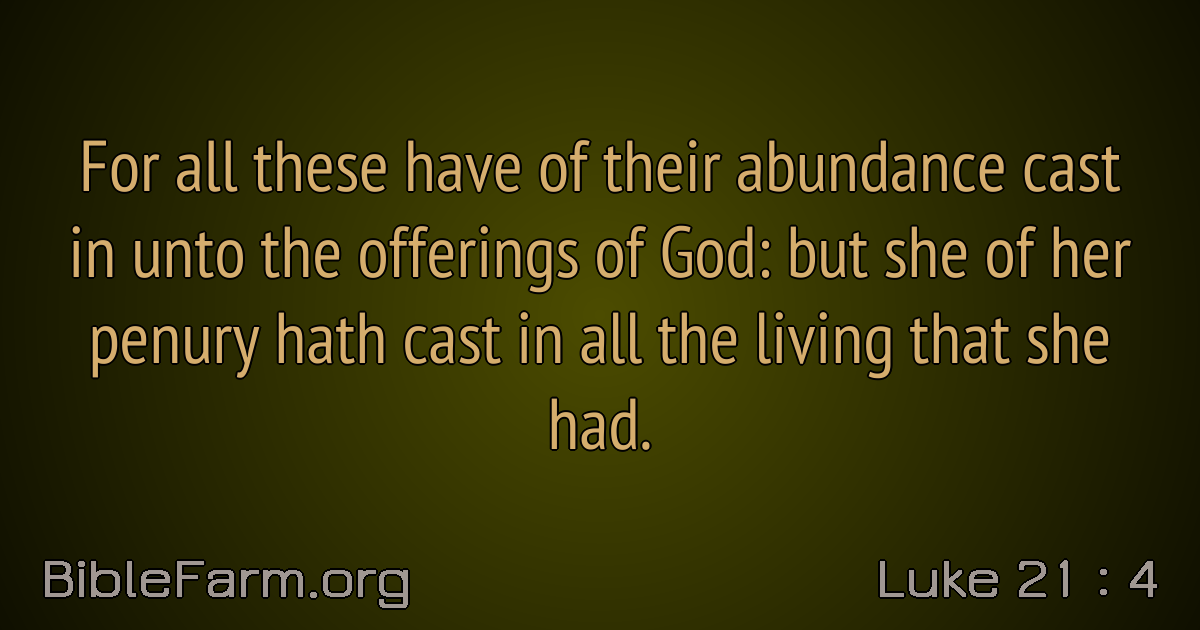 For all these have of their abundance cast
in unto the offerings of God: but she of her
penury hath cast in all the living that she
had.
BibleFarm.org
Luke 21 : 4